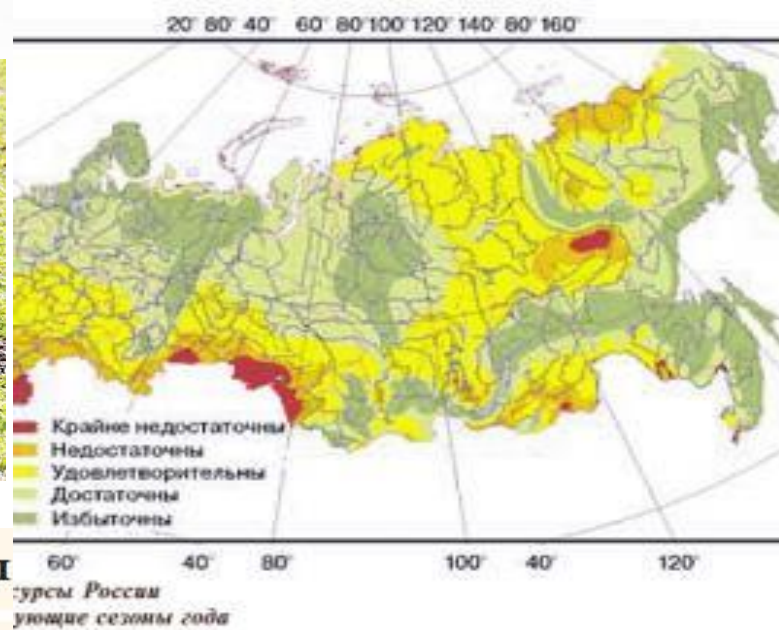 20° 80° 40° 60° 80° 100° 120° 140° 80° 160°
Крайне недостаточны
Недостаточны
Удовлетворительны
Достаточны
Избыточны
60° 40° 80° 100° 40° 120°
сурсы России
ующие сезоны года